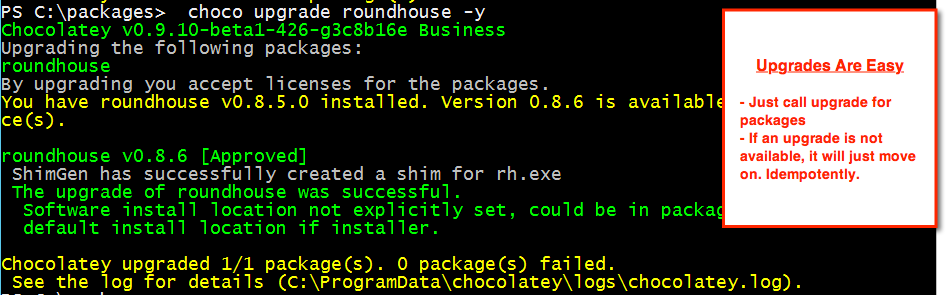 PS C:\packages> choco upgrade roundhouse -y
Chocolatey v0.9.10-beta1-426-g3c8b16e Business
Upgrading the following packages:
roundhouse
By upgrading you accept licenses for the packages.
You have roundhouse v0.8.5.0 installed. Version 0.8.6 is available
ce(s).
roundhouse v0.8.6 [Approved]
ShimGen has successfully created a shim for rh.exe
The upgrade of roundhouse was successful.
Software install location not explicitly set, could be in
default install location if installer.
Chocolatey upgraded 1/1 package(s). 0 package(s) failed.
See the log for details (C:\ProgramData\chocolatey\logs\chocolatey.log).
Upgrades Are Easy
- Just call upgrade for
packages
- If an upgrade is not
available, it will just move
on. Idempotently.